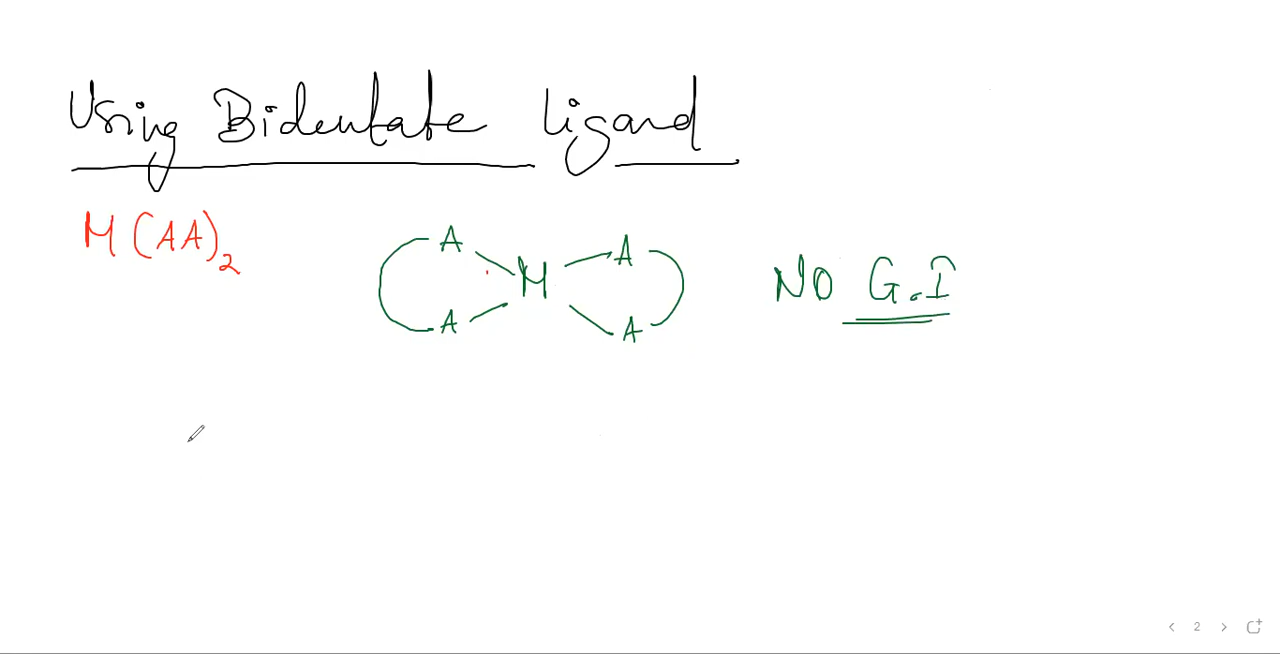 Using Bidentate Ligand
M(AA)₂
A A
M NO G.I
A A
< 2 >